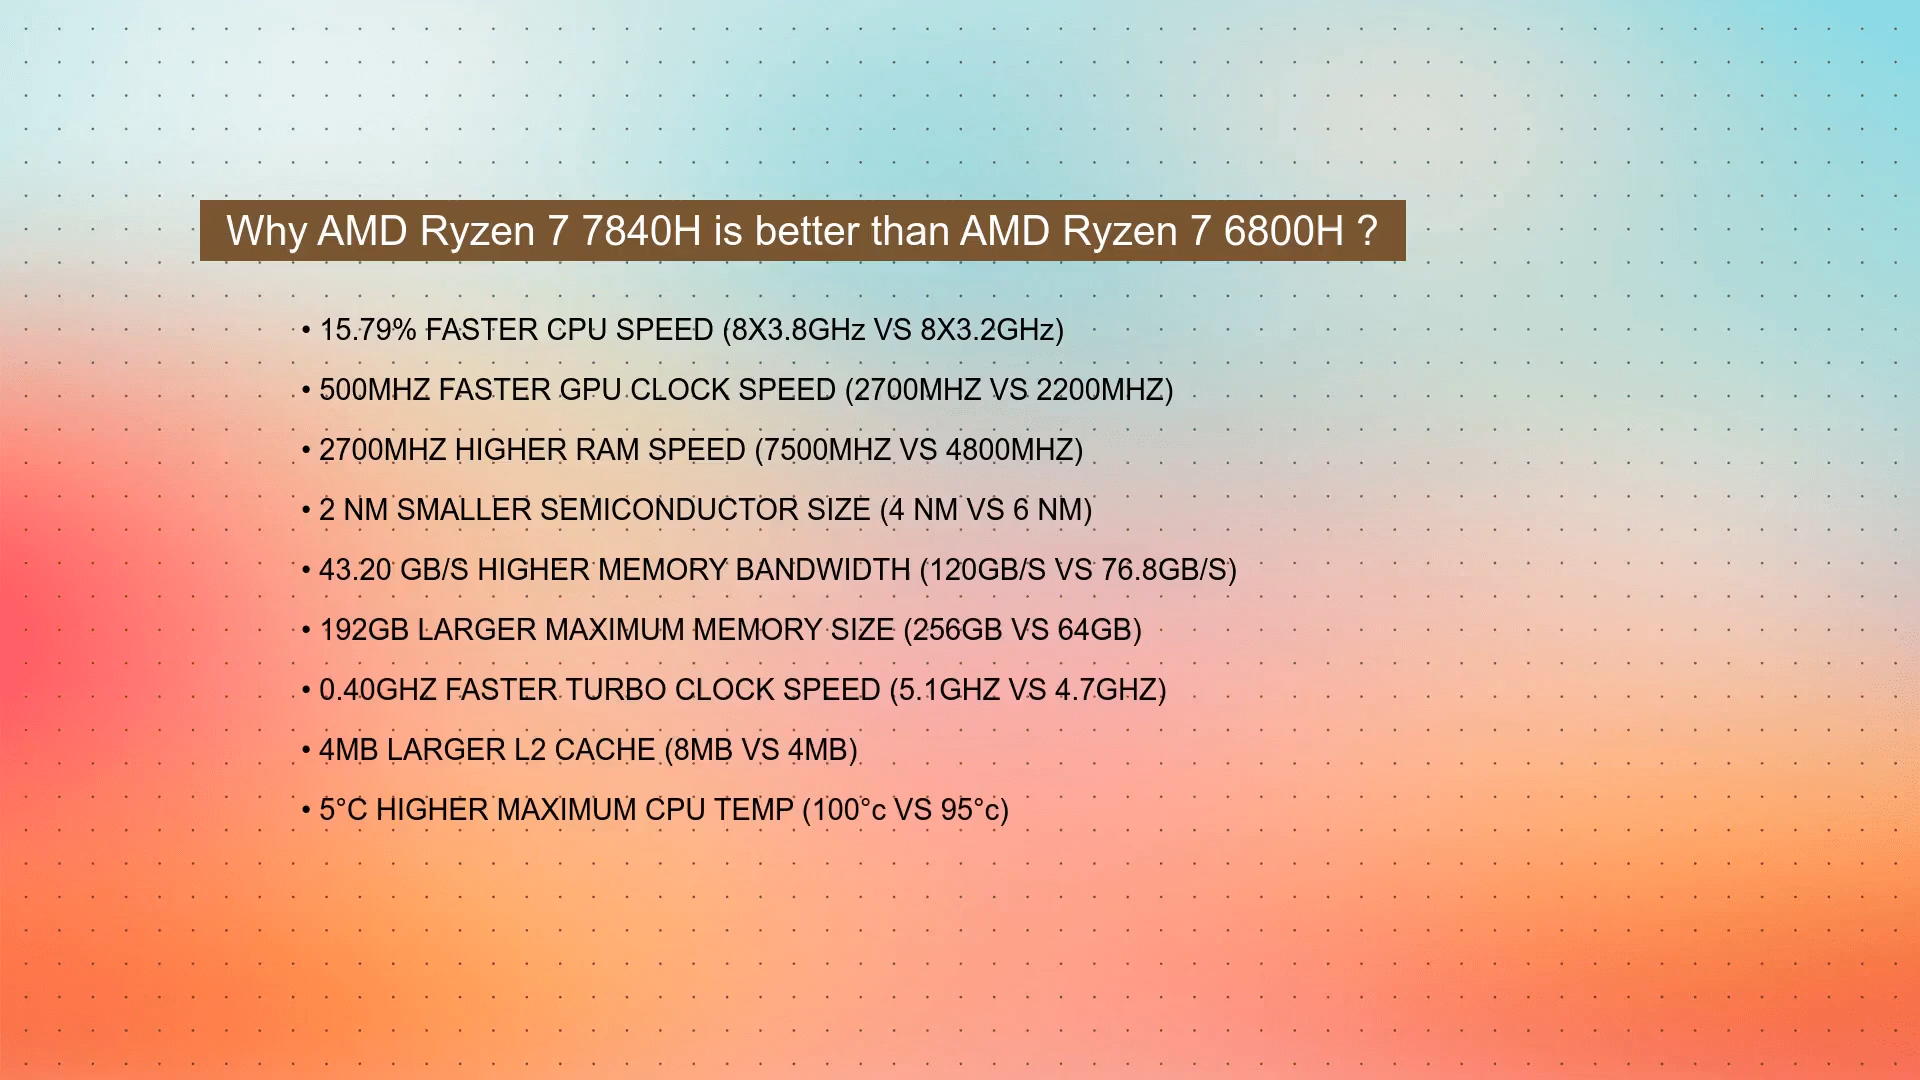 Why AMD Ryzen 7 7840H is better than AMD Ryzen 7 6800H ?
• 15.79% FASTER CPU SPEED (8X3.8GHz VS 8X3.2GHz)
• 500MHZ FASTER GPU CLOCK SPEED (2700MHZ VS 2200MHZ)
• 2700MHZ HIGHER RAM SPEED (7500MHZ VS 4800MHZ)
• 2 NM SMALLER SEMICONDUCTOR SIZE (4 NM VS 6 NM)
• 43.20 GB/S HIGHER MEMORY BANDWIDTH (120GB/S VS 76.8GB/S)
• 192GB LARGER MAXIMUM MEMORY SIZE (256GB VS 64GB)
• 0.40GHZ FASTER TURBO CLOCK SPEED (5.1GHZ VS 4.7GHZ)
• 4MB LARGER L2 CACHE (8MB VS 4MB)
• 5°C HIGHER MAXIMUM CPU TEMP (100°c VS 95°c)